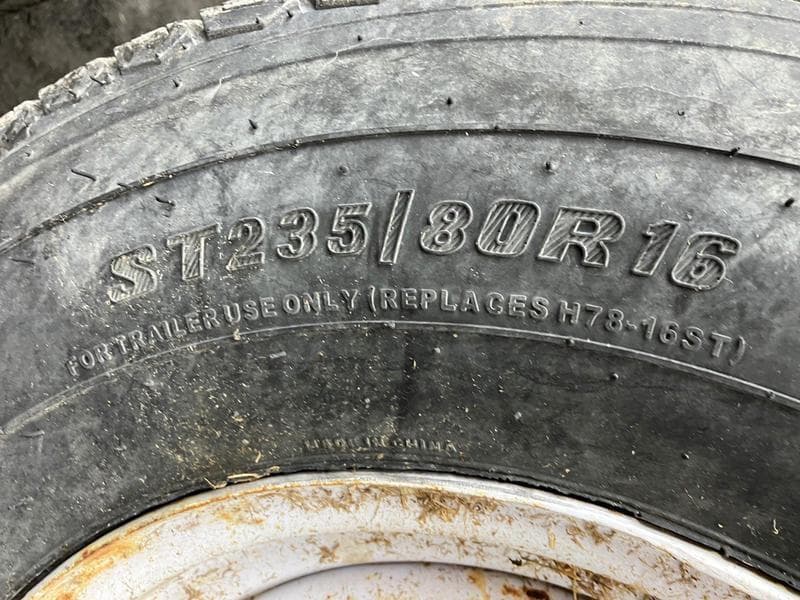 ST235/80R16
FOR TRAILER USE ONLY (REPLACES H78-16ST)
MADE IN CHINA